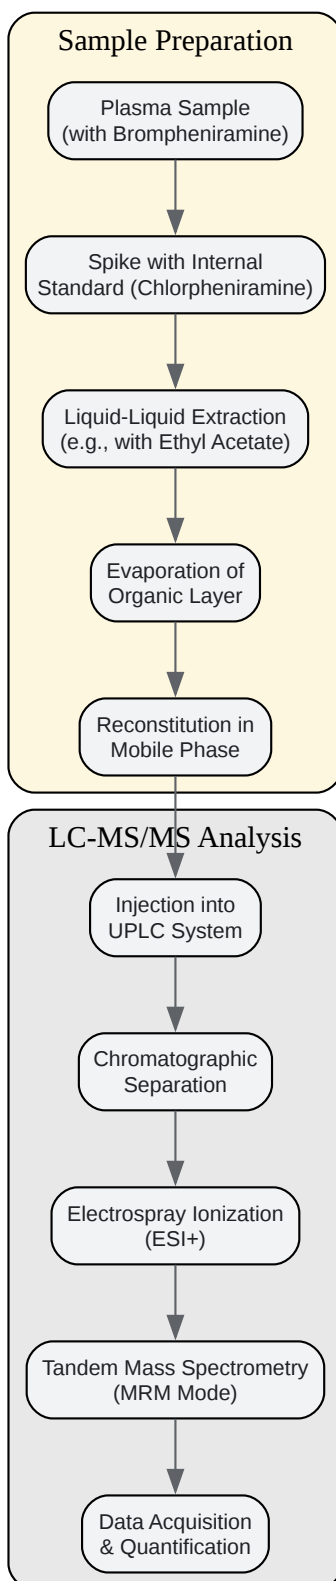 Sample Preparation
Plasma Sample
(with Brompheniramine)
Spike with Internal
Standard (Chlorpheniramine)
Liquid-Liquid Extraction
(e.g., with Ethyl Acetate)
Evaporation of
Organic Layer
Reconstitution in
Mobile Phase
LC-MS/MS Analysis
Injection into
UPLC System
Chromatographic
Separation
Electrospray Ionization
(ESI+)
Tandem Mass Spectrometry
(MRM Mode)
Data Acquisition
& Quantification